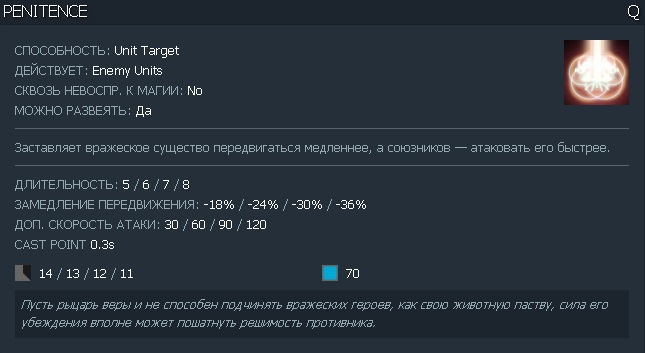 PENITENCE Q
СПОСОБНОСТЬ: Unit Target
ДЕЙСТВУЕТ: Enemy Units
СКВОЗЬ НЕВОСПР. К МАГИИ: No
МОЖНО РАЗВЕЯТЬ: Да
Заставляет вражеское существо передвигаться медленнее, а союзников — атаковать его быстрее.
ДЛИТЕЛЬНОСТЬ: 5 / 6 / 7 / 8
ЗАМЕДЛЕНИЕ ПЕРЕДВИЖЕНИЯ: -18% / -24% / -30% / -36%
ДОП. СКОРОСТЬ АТАКИ: 30 / 60 / 90 / 120
CAST POINT 0.3s
14 / 13 / 12 / 11 70
Пусть рыцарь веры и не способен подчинять вражеских героев, как свою животную паству, сила его
убеждения вполне может пошатнуть решимость противника.